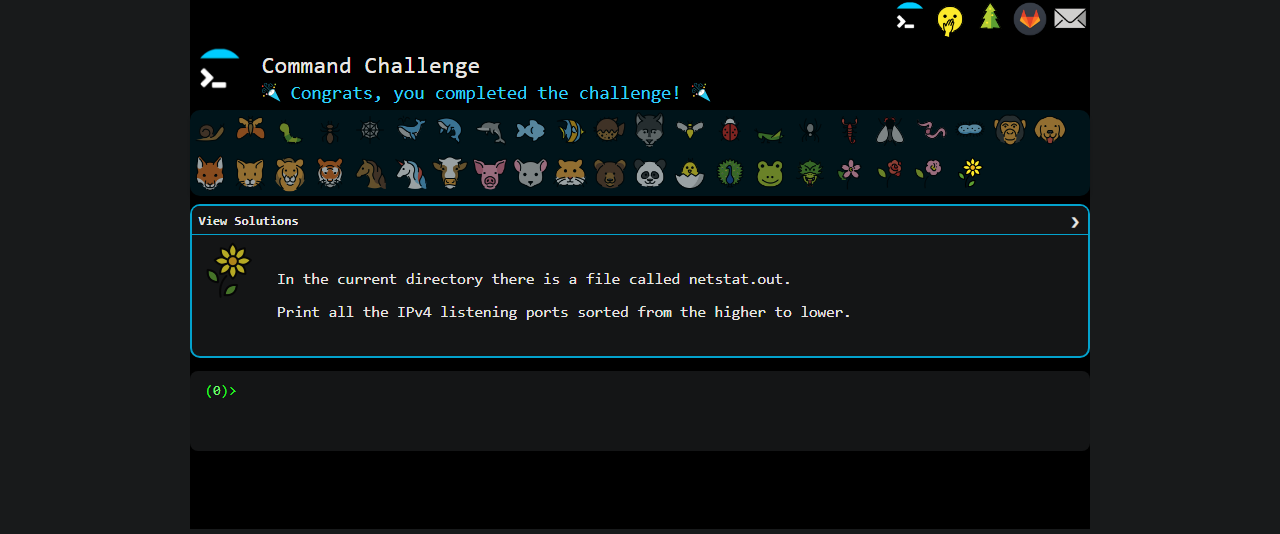 Command Challenge
Congrats, you completed the challenge!
View Solutions
In the current directory there is a file called netstat.out.
Print all the IPv4 listening ports sorted from the higher to lower.
(0)>